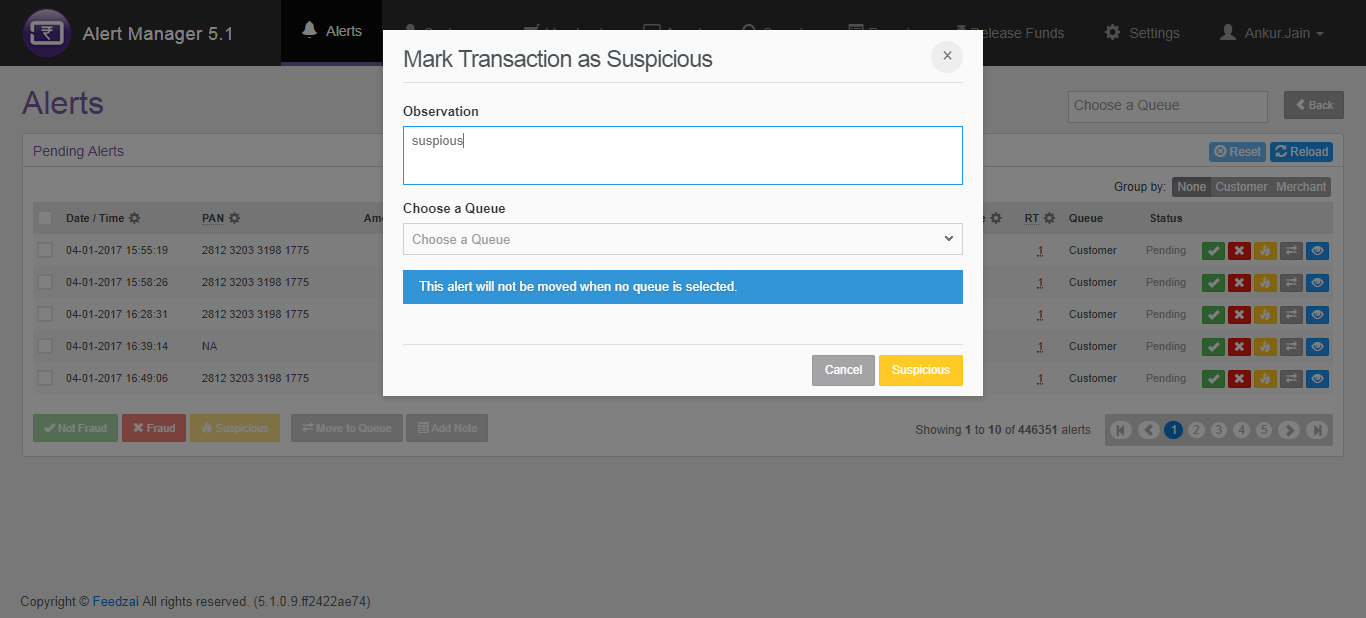 Alert Manager 5.1
Alerts
Release Funds
Settings
Ankur.Jain
Mark Transaction as Suspicious
×
Alerts
Choose a Queue
Back
Observation
suspious
Pending Alerts
Reset Reload
Group by: None Customer Merchant
Choose a Queue
Choose a Queue
Date / Time PAN RT Queue Status
04-01-2017 15:55:19 2812 3203 3198 1775 1 Customer Pending
04-01-2017 15:58:26 2812 3203 3198 1775 1 Customer Pending
This alert will not be moved when no queue is selected.
04-01-2017 16:28:31 2812 3203 3198 1775 1 Customer Pending
04-01-2017 16:39:14 NA 1 Customer Pending
04-01-2017 16:49:06 2812 3203 3198 1775 1 Customer Pending
Cancel Suspicious
Not Fraud Fraud Suspicious Move to Queue Add Note
Showing 1 to 10 of 446351 alerts
1 2 3 4 5
Copyright © Feedzai All rights reserved. (5.1.0.9.ff2422ae74)